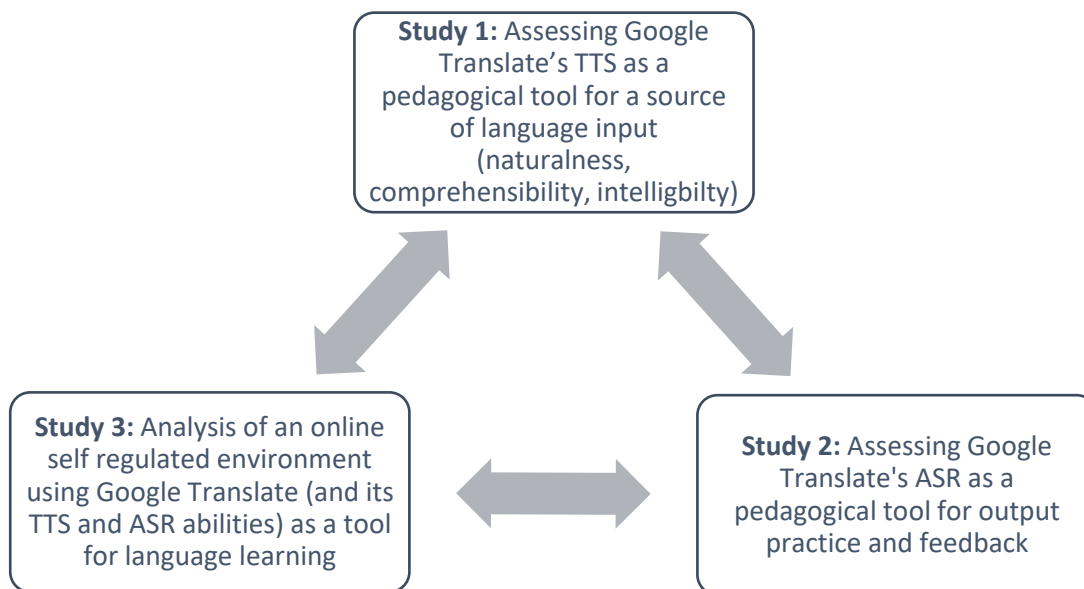 Study 1: Assessing Google
Translate’s TTS as a
pedagogical tool for a source
of language input
(naturalness,
comprehensibility, intelligbilty)
Study 3: Analysis of an online
self regulated environment
using Google Translate (and its
TTS and ASR abilities) as a tool
for language learning
Study 2: Assessing Google
Translate's ASR as a
pedagogical tool for output
practice and feedback